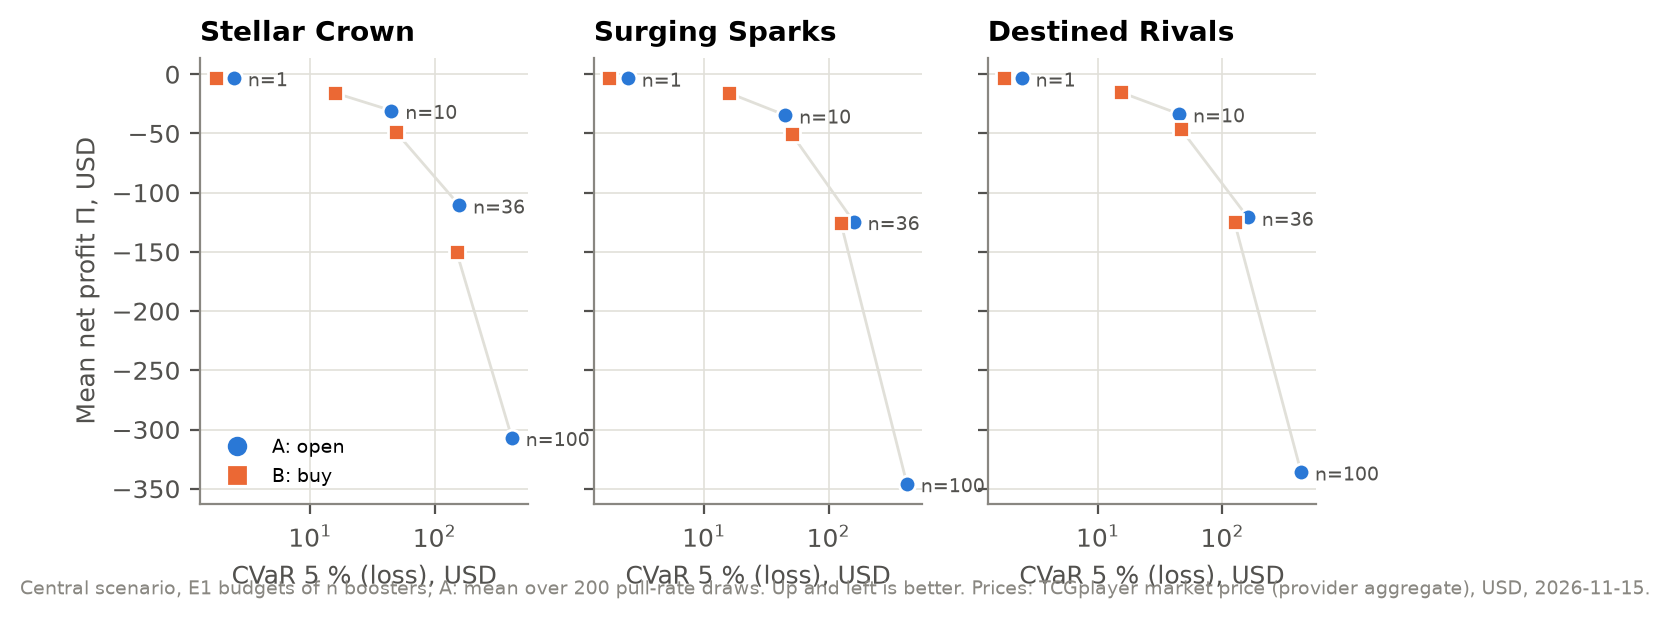 Stellar Crown
Surging Sparks
Destined Rivals
Mean net profit Π, USD
0
−50
−100
−150
−200
−250
−300
−350
n=1
n=10
n=36
n=100
A: open
B: buy
10¹
10²
CVaR 5 % (loss), USD
n=1
n=10
n=36
n=100
10¹
10²
CVaR 5 % (loss), USD
n=1
n=10
n=36
n=100
10¹
10²
CVaR 5 % (loss), USD
Central scenario, E1 budgets of n boosters; A: mean over 200 pull-rate draws. Up and left is better. Prices: TCGplayer market price (provider aggregate), USD, 2026-11-15.